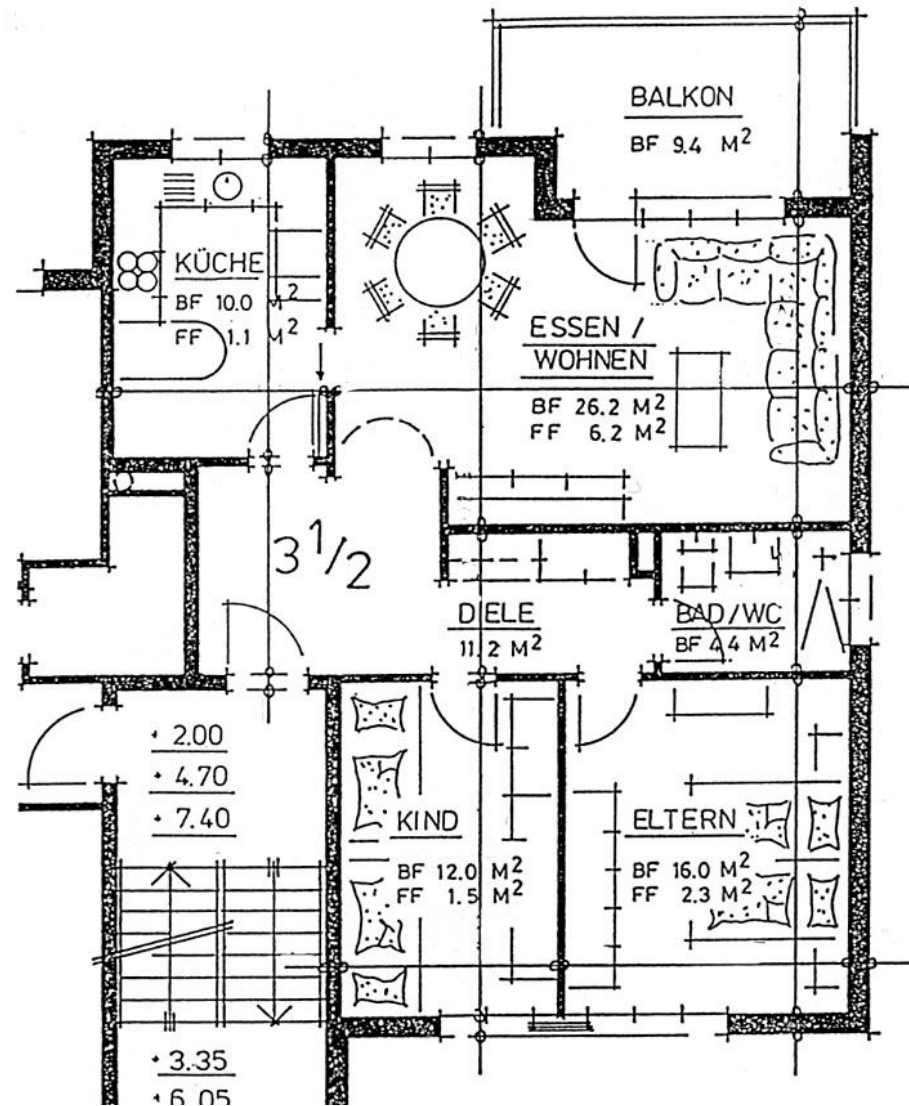 BALKON
BF 9.4 M²
KÜCHE
BF 10.0 M²
FF 1.1 M²
ESSEN /
WOHNEN
BF 26.2 M²
FF 6.2 M²
3 1/2
DIELE
11.2 M²
BAD/WC
BF 4.4 M²
+ 2.00
+ 4.70
+ 7.40
KIND
BF 12.0 M²
FF 1.5 M²
ELTERN
BF 16.0 M²
FF 2.3 M²
+ 3.35
+ 6.05